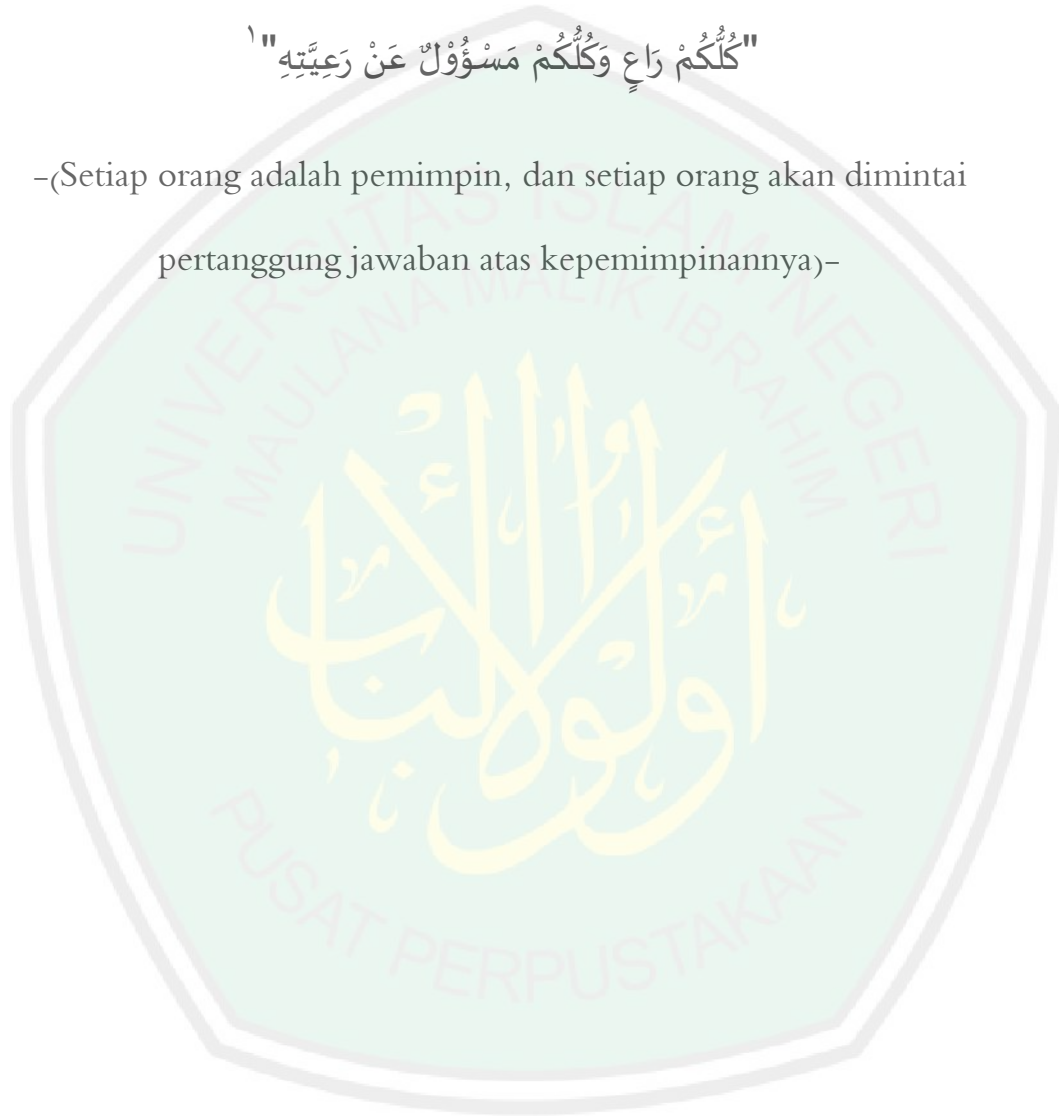 "كُلُّكُمْ رَاعٍ وَكُلُّكُمْ مَسْؤُوْلٌ عَنْ رَعِيَّتِهِ"١
-(Setiap orang adalah pemimpin, dan setiap orang akan dimintai
pertanggung jawaban atas kepemimpinannya)-
UNIVERSITAS ISLAM NEGERI
MAULANA MALIK IBRAHIM
أولوا الألباب
PUSAT PERPUSTAKAAN